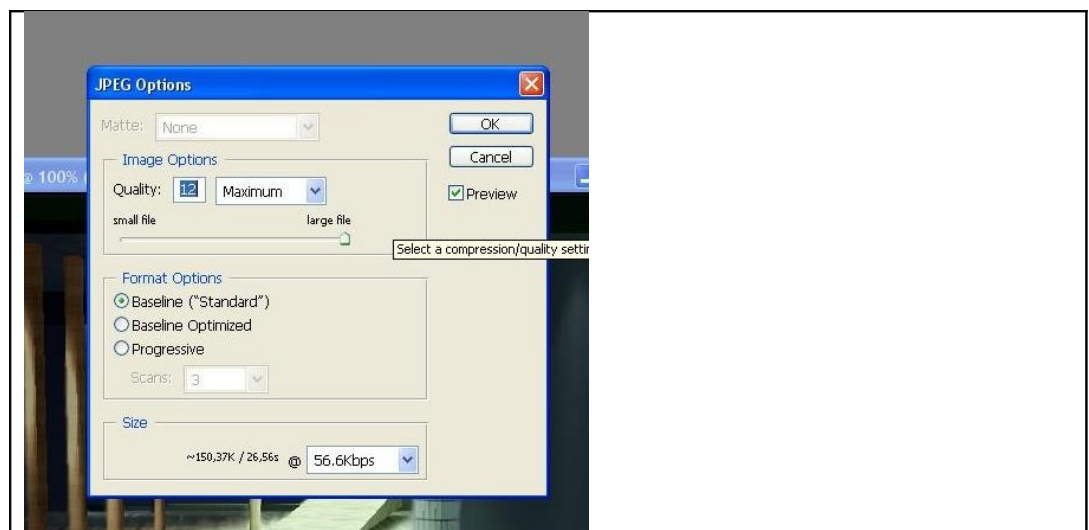 JPEG Options
Matte: None
OK
Image Options
Cancel
@ 100% (
Quality: 12 Maximum
Preview
small file large file
Select a compression/quality settin
Format Options
Baseline ("Standard")
Baseline Optimized
Progressive
Scans: 3
Size
~150,37K / 26,56s @ 56.6Kbps